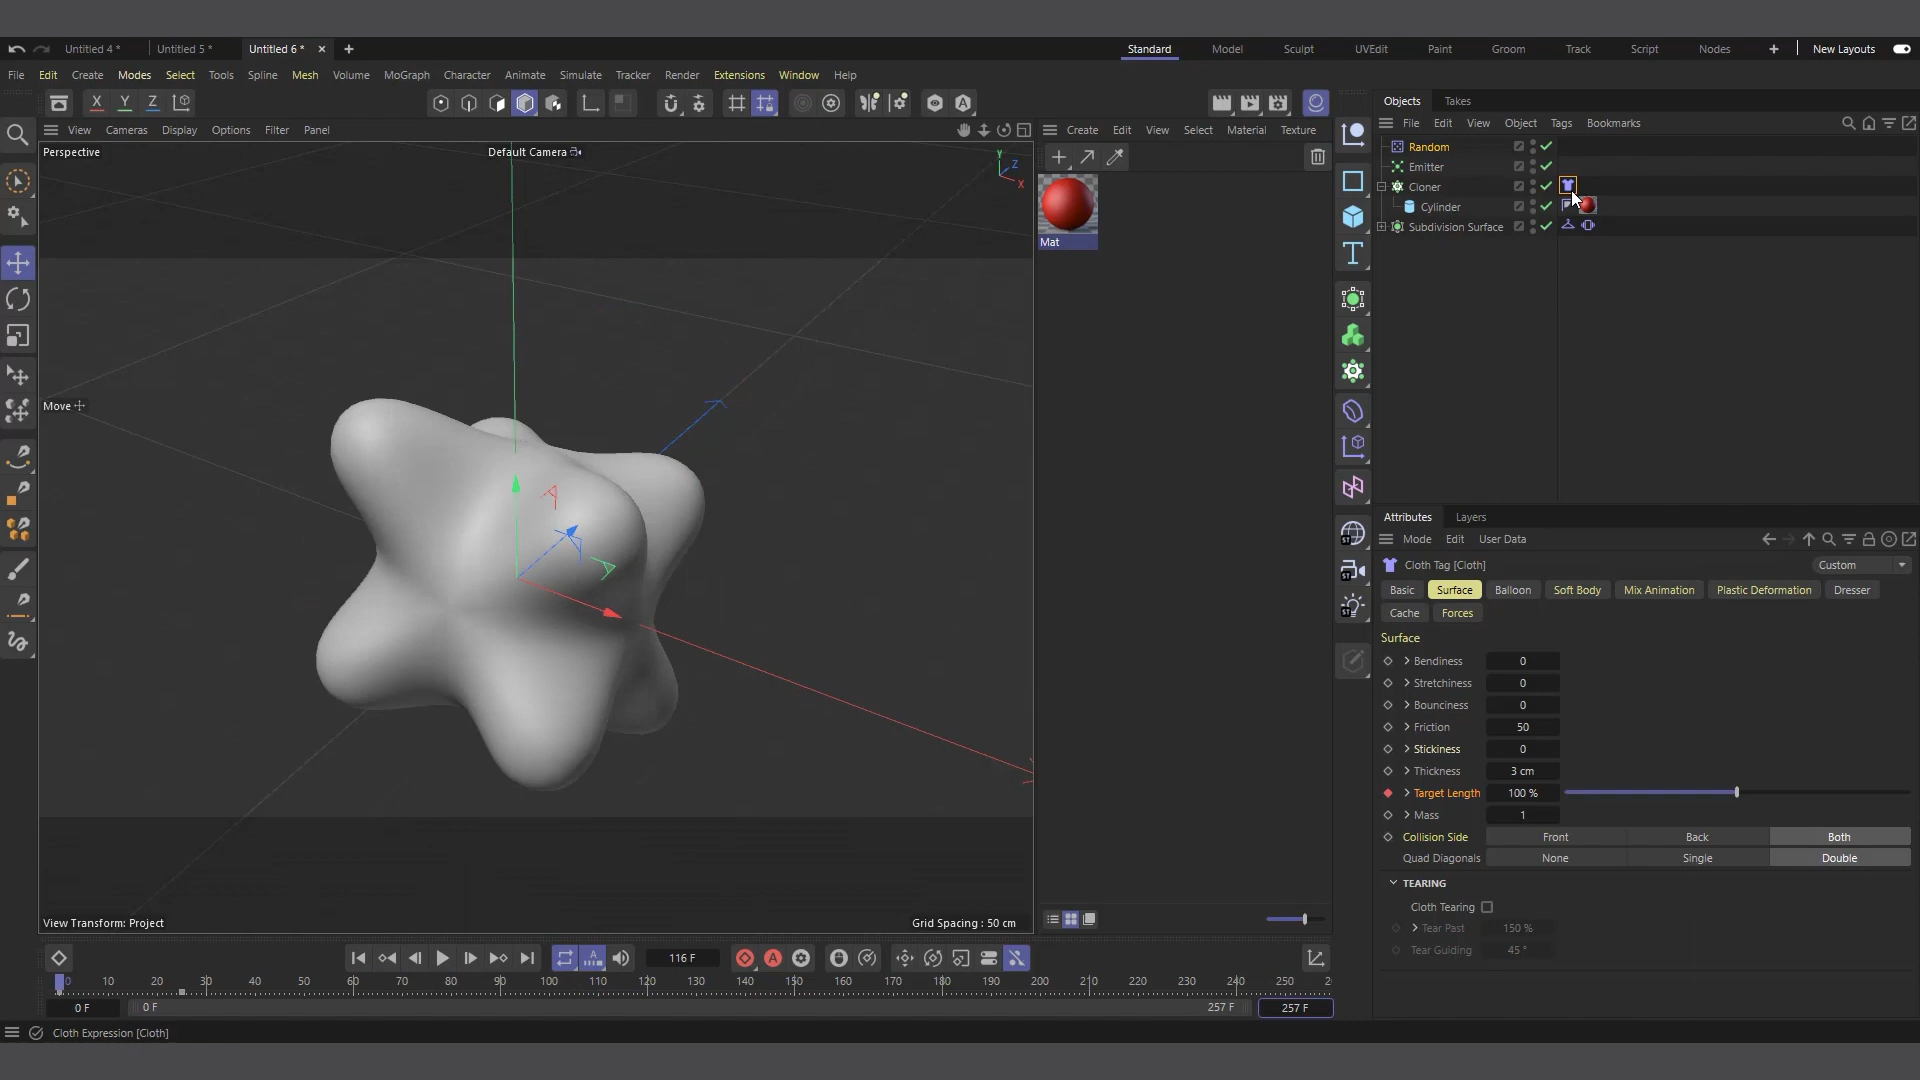 Untitled 4 *
Untitled 5 *
Untitled 6 *
Standard
Model
Sculpt
UVEdit
Paint
Groom
Track
Script
Nodes
New Layouts
File Edit Create Modes Select Tools Spline Mesh Volume MoGraph Character Animate Simulate Tracker Render Extensions Window Help
X Y Z
View Cameras Display Options Filter Panel
Create Edit View Select Material Texture
Perspective
Default Camera
Y Z X
Mat
Move
View Transform: Project
Grid Spacing : 50 cm
Objects Takes
File Edit View Object Tags Bookmarks
Random
Emitter
Cloner
Cylinder
Subdivision Surface
Attributes Layers
Mode Edit User Data
Cloth Tag [Cloth]
Custom
Basic Surface Balloon Soft Body Mix Animation Plastic Deformation Dresser
Cache Forces
Surface
Bendiness 0
Stretchiness 0
Bounciness 0
Friction 50
Stickiness 0
Thickness 3 cm
Target Length 100 %
Mass 1
Collision Side Front Back Both
Quad Diagonals None Single Double
TEARING
Cloth Tearing
Tear Past 150 %
Tear Guiding 45 °
116 F
0 10 20 30 40 50 60 70 80 90 100 110 120 130 140 150 160 170 180 190 200 210 220 230 240 250 2
0 F
0 F
257 F
257 F
Cloth Expression [Cloth]